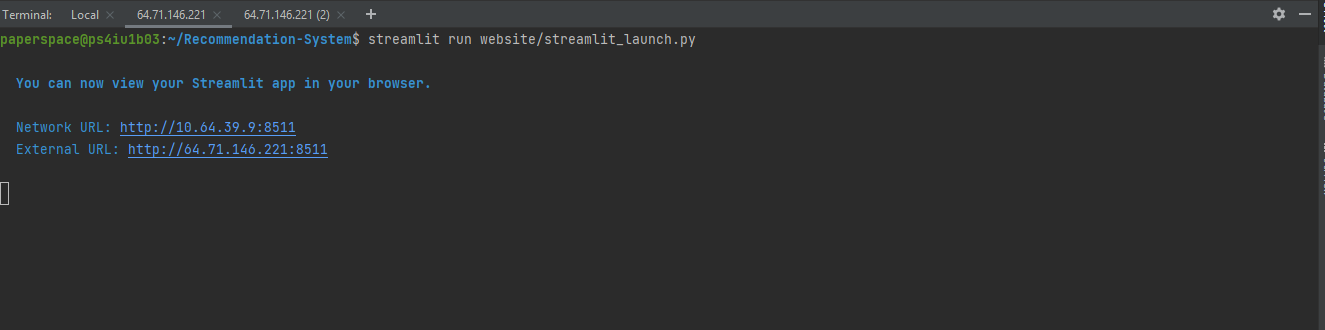 Terminal: Local × 64.71.146.221 × 64.71.146.221 (2) × +
paperspace@ps4iu1b03:~/Recommendation-System$ streamlit run website/streamlit_launch.py
You can now view your Streamlit app in your browser.
Network URL: http://10.64.39.9:8511
External URL: http://64.71.146.221:8511